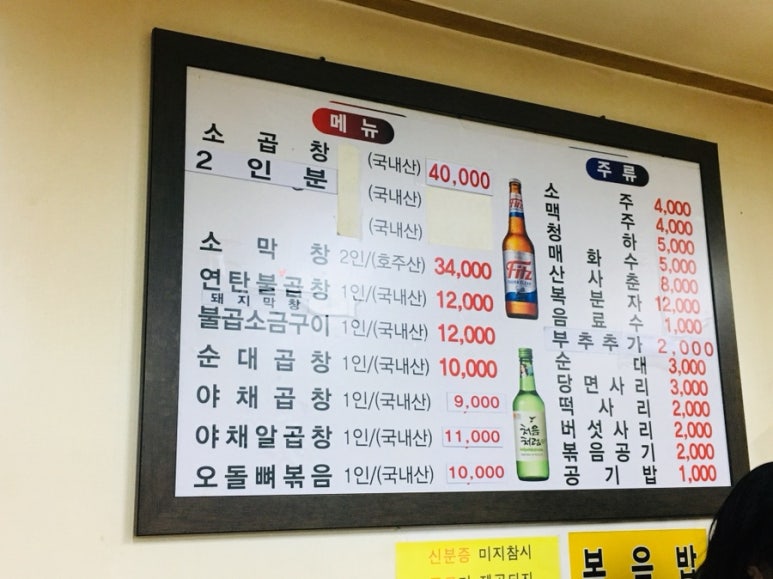 메뉴
소 곱 창 (국내산) 40,000
2 인 분 (국내산)
(국내산)
소 막 창 2인/(호주산) 34,000
연탄불곱창 1인/(국내산) 12,000
돼지막창
불곱소금구이 1인/(국내산) 12,000
순 대 곱 창 1인/(국내산) 10,000
야 채 곱 창 1인/(국내산) 9,000
야채알곱창 1인/(국내산) 11,000
오돌뼈볶음 1인/(국내산) 10,000
Fitz
처음처럼
주 류
소 주 4,000
맥 주 4,000
청 하 5,000
매 화 수 5,000
산 사 춘 8,000
복 분 자 12,000
음 료 수 1,000
부 추 추 가 2,000
순 대 3,000
당 면 사 리 3,000
떡 사 리 2,000
버 섯 사 리 2,000
볶 음 공 기 2,000
공 기 밥 1,000
신분증 미지참시
볶음밥